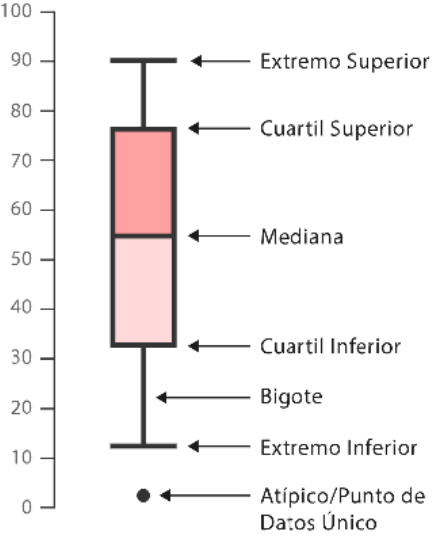 100
90
Extremo Superior
80
Cuartil Superior
70
60
Mediana
50
40
Cuartil Inferior
30
Bigote
20
Extremo Inferior
10
0
Atípico/Punto de
Datos Único